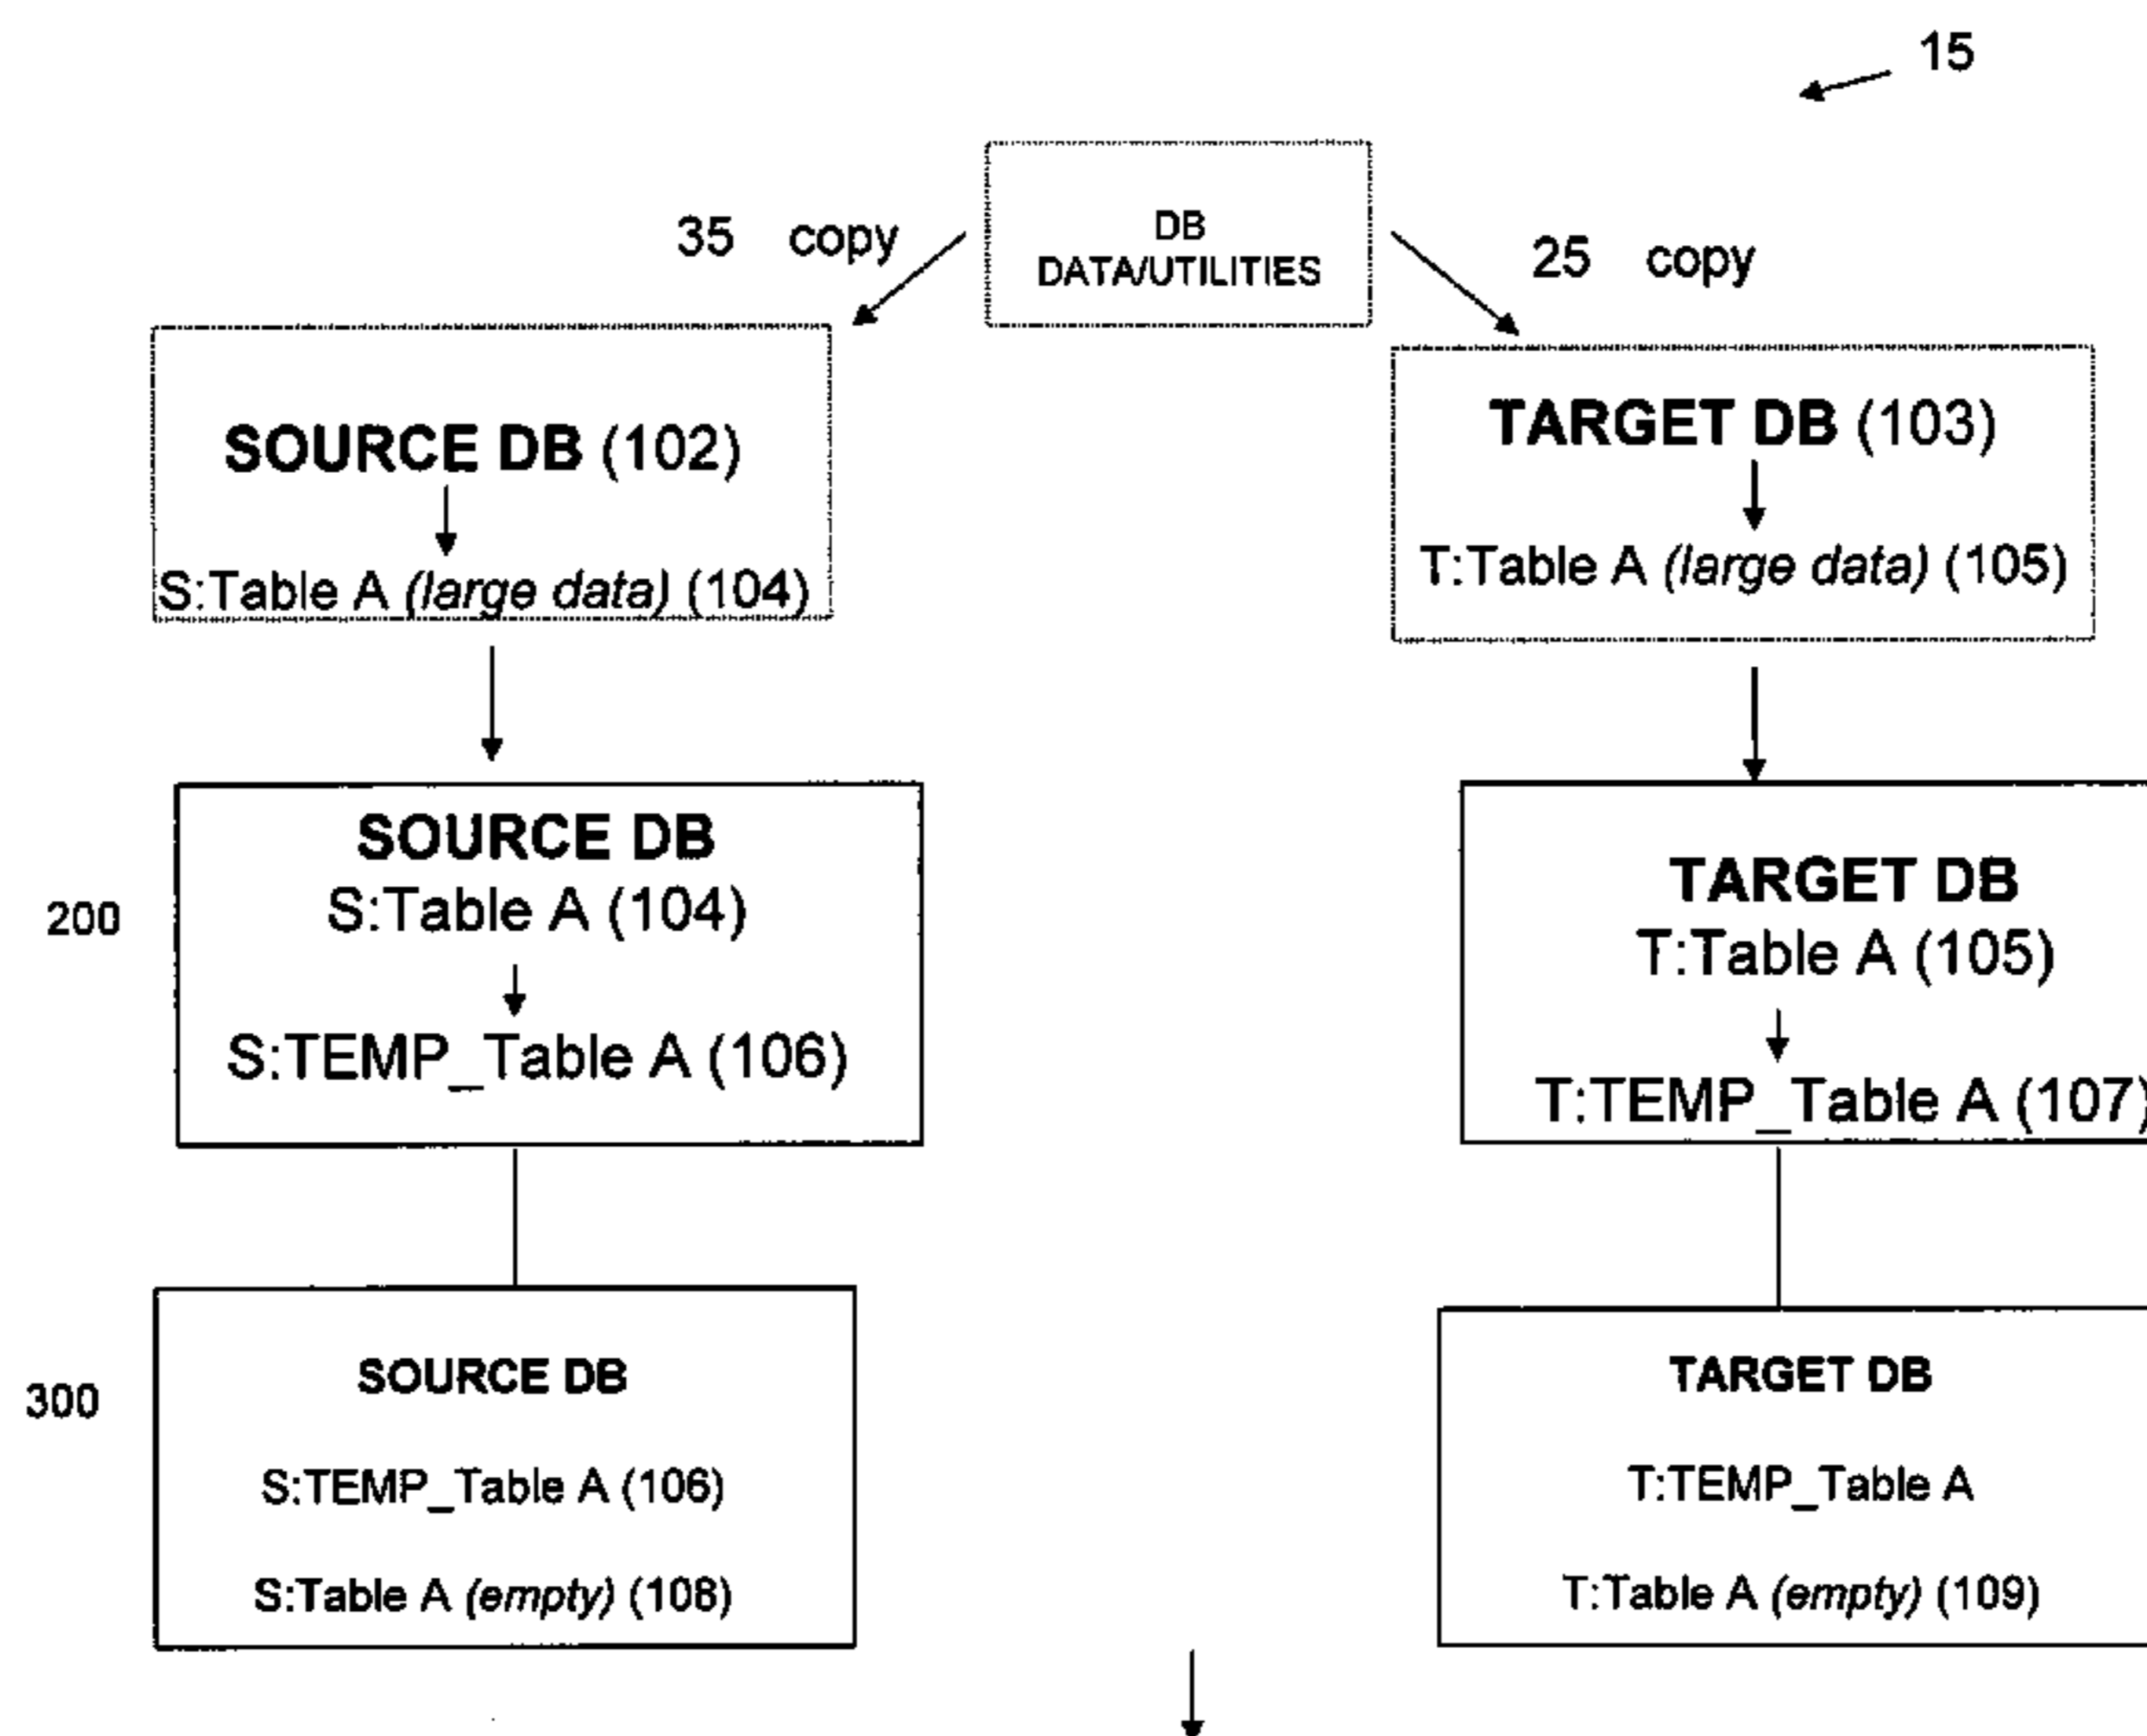 15
35 copy
DB
DATA/UTILITIES
25 copy
SOURCE DB (102)
S:Table A (large data) (104)
TARGET DB (103)
T:Table A (large data) (105)
200
SOURCE DB
S:Table A (104)
S:TEMP_Table A (106)
TARGET DB
T:Table A (105)
T:TEMP_Table A (107)
300
SOURCE DB
S:TEMP_Table A (106)
S:Table A (empty) (108)
TARGET DB
T:TEMP_Table A
T:Table A (empty) (109)